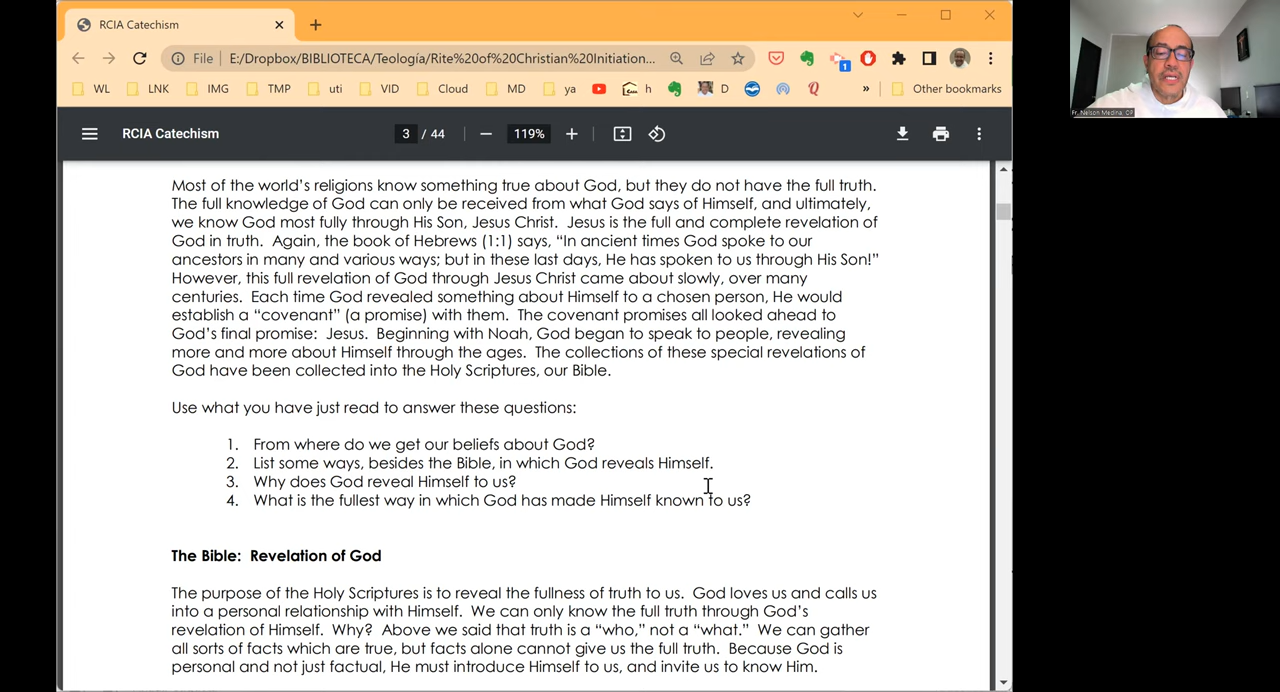 RCIA Catechism
File E:/Dropbox/BIBLIOTECA/Teología/Rite%20of%20Christian%20Initiation...
1
WL LNK IMG TMP uti VID Cloud MD ya h D » Other bookmarks
RCIA Catechism 3 / 44 119%
Most of the world's religions know something true about God, but they do not have the full truth.
The full knowledge of God can only be received from what God says of Himself, and ultimately,
we know God most fully through His Son, Jesus Christ. Jesus is the full and complete revelation of
God in truth. Again, the book of Hebrews (1:1) says, “In ancient times God spoke to our
ancestors in many and various ways; but in these last days, He has spoken to us through His Son!”
However, this full revelation of God through Jesus Christ came about slowly, over many
centuries. Each time God revealed something about Himself to a chosen person, He would
establish a “covenant” (a promise) with them. The covenant promises all looked ahead to
God's final promise: Jesus. Beginning with Noah, God began to speak to people, revealing
more and more about Himself through the ages. The collections of these special revelations of
God have been collected into the Holy Scriptures, our Bible.
Use what you have just read to answer these questions:
1. From where do we get our beliefs about God?
2. List some ways, besides the Bible, in which God reveals Himself.
3. Why does God reveal Himself to us?
4. What is the fullest way in which God has made Himself known to us?
The Bible: Revelation of God
The purpose of the Holy Scriptures is to reveal the fullness of truth to us. God loves us and calls us
into a personal relationship with Himself. We can only know the full truth through God's
revelation of Himself. Why? Above we said that truth is a “who,” not a “what.” We can gather
all sorts of facts which are true, but facts alone cannot give us the full truth. Because God is
personal and not just factual, He must introduce Himself to us, and invite us to know Him.
Fr. Nelson Medina, OP